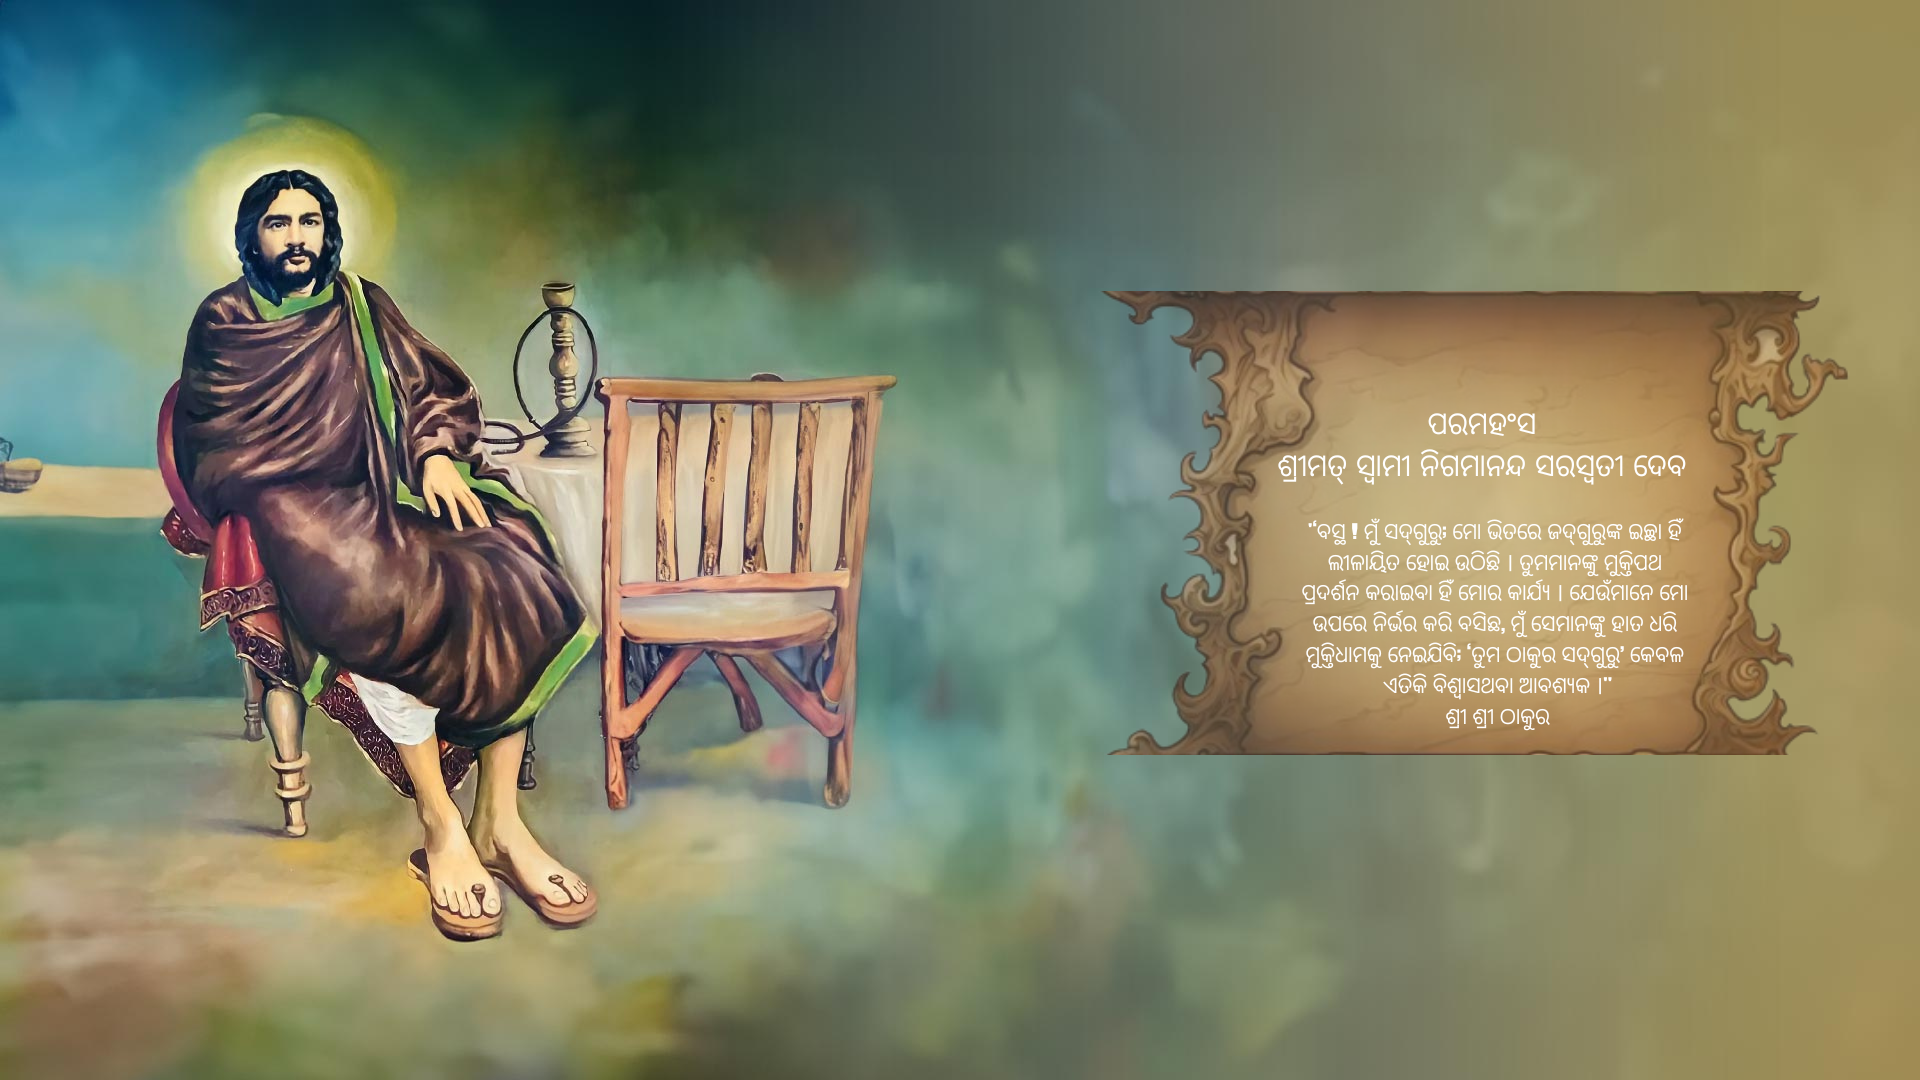 ପରମହଂସ
ଶ୍ରୀମତ୍ ସ୍ୱାମୀ ନିଗମାନନ୍ଦ ସରସ୍ୱତୀ ଦେବ
"ବତ୍ସ ! ମୁଁ ସଦ୍‌ଗୁରୁ; ମୋ ଭିତରେ ଜଦ୍‌ଗୁରୁଙ୍କ ଇଚ୍ଛା ହିଁ
ଲୀଳାୟିତ ହୋଇ ଉଠିଛି । ତୁମମାନଙ୍କୁ ମୁକ୍ତିପଥ
ପ୍ରଦର୍ଶନ କରାଇବା ହିଁ ମୋର କାର୍ଯ୍ୟ । ଯେଉଁମାନେ ମୋ
ଉପରେ ନିର୍ଭର କରି ବସିଛ, ମୁଁ ସେମାନଙ୍କୁ ହାତ ଧରି
ମୁକ୍ତିଧାମକୁ ନେଇଯିବି; 'ତୁମ ଠାକୁର ସଦ୍‌ଗୁରୁ' କେବଳ
ଏତିକି ବିଶ୍ୱାସଥିବା ଆବଶ୍ୟକ ।"
ଶ୍ରୀ ଶ୍ରୀ ଠାକୁର